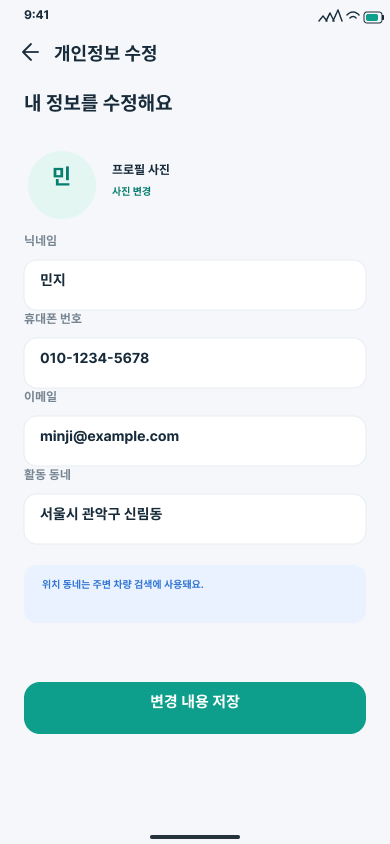 9:41
개인정보 수정
내 정보를 수정해요
민
프로필 사진
사진 변경
닉네임
민지
휴대폰 번호
010-1234-5678
이메일
minji@example.com
활동 동네
서울시 관악구 신림동
위치 동네는 주변 차량 검색에 사용돼요.
변경 내용 저장